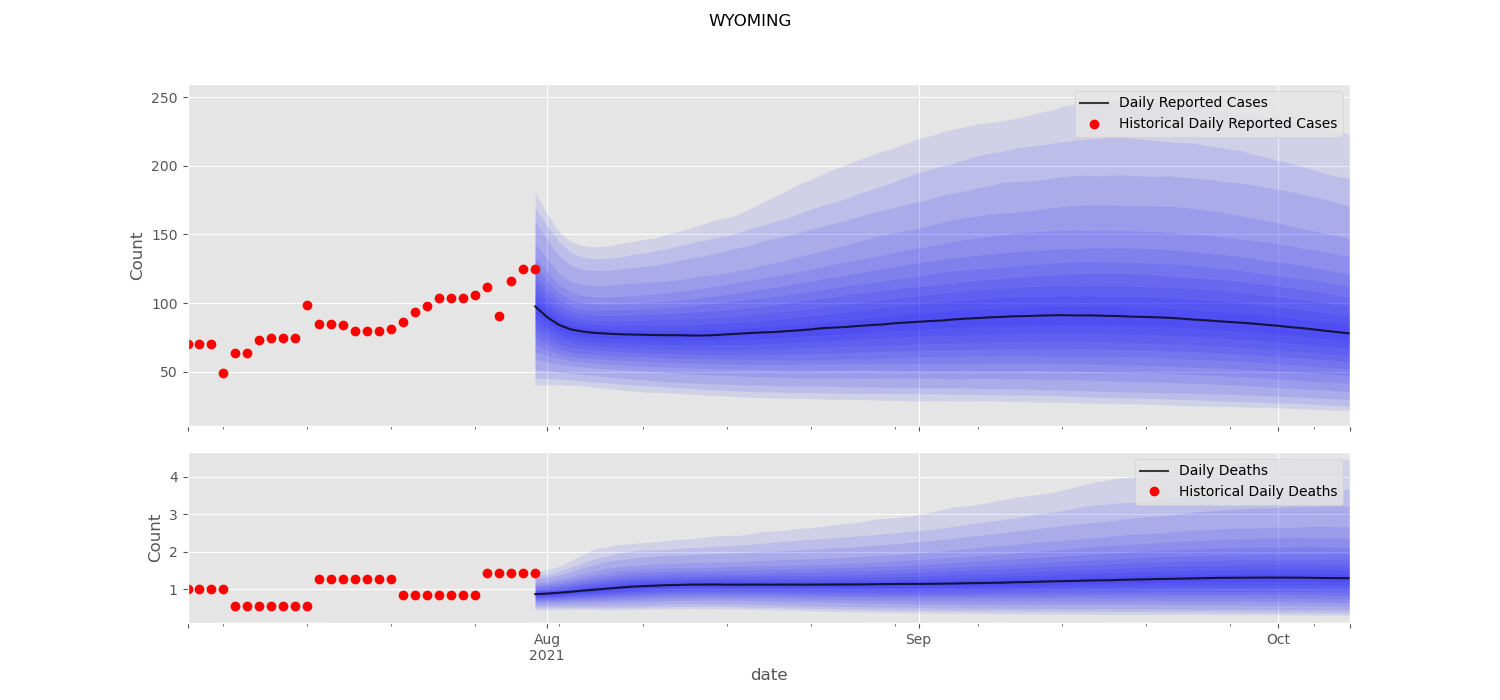 WYOMING
250
200
150
100
50
Count
Daily Reported Cases
Historical Daily Reported Cases
4
3
2
1
Count
Daily Deaths
Historical Daily Deaths
Aug
2021
Sep
Oct
date